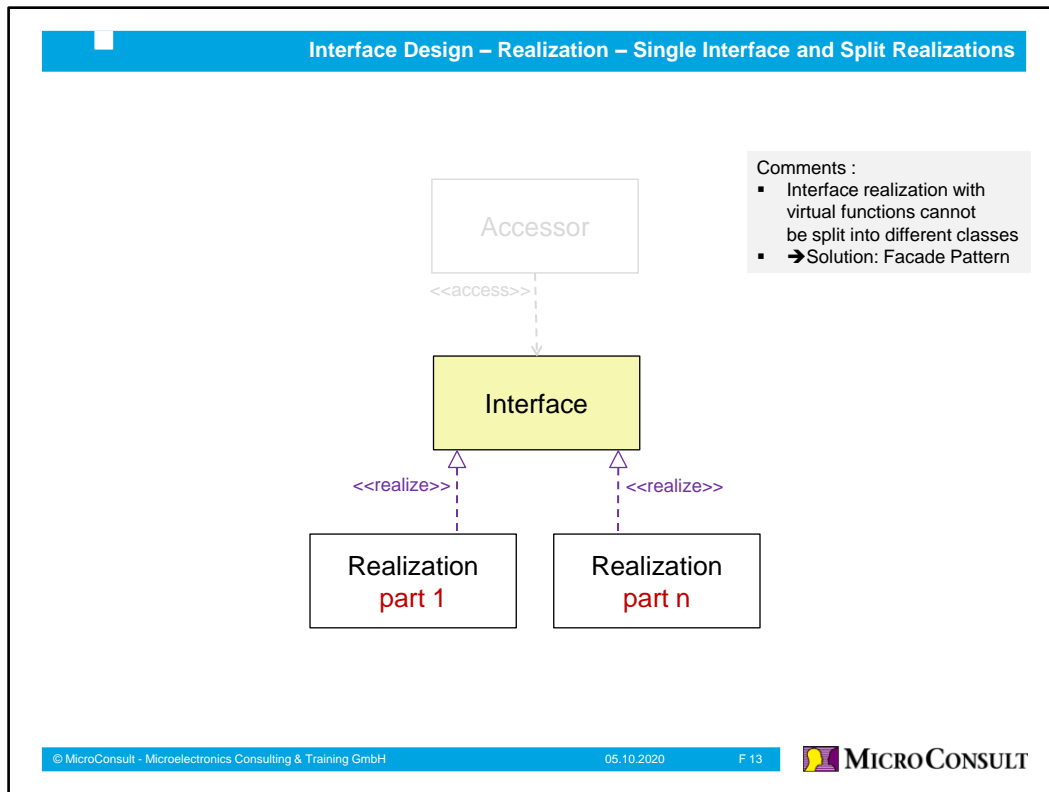 Interface Design – Realization – Single Interface and Split Realizations
Comments :
▪ Interface realization with
virtual functions cannot
be split into different classes
▪ ➔Solution: Facade Pattern
Accessor
<<access>>
Interface
<<realize>>
<<realize>>
Realization
part 1
Realization
part n
© MicroConsult - Microelectronics Consulting & Training GmbH
05.10.2020
F 13
MICROCONSULT